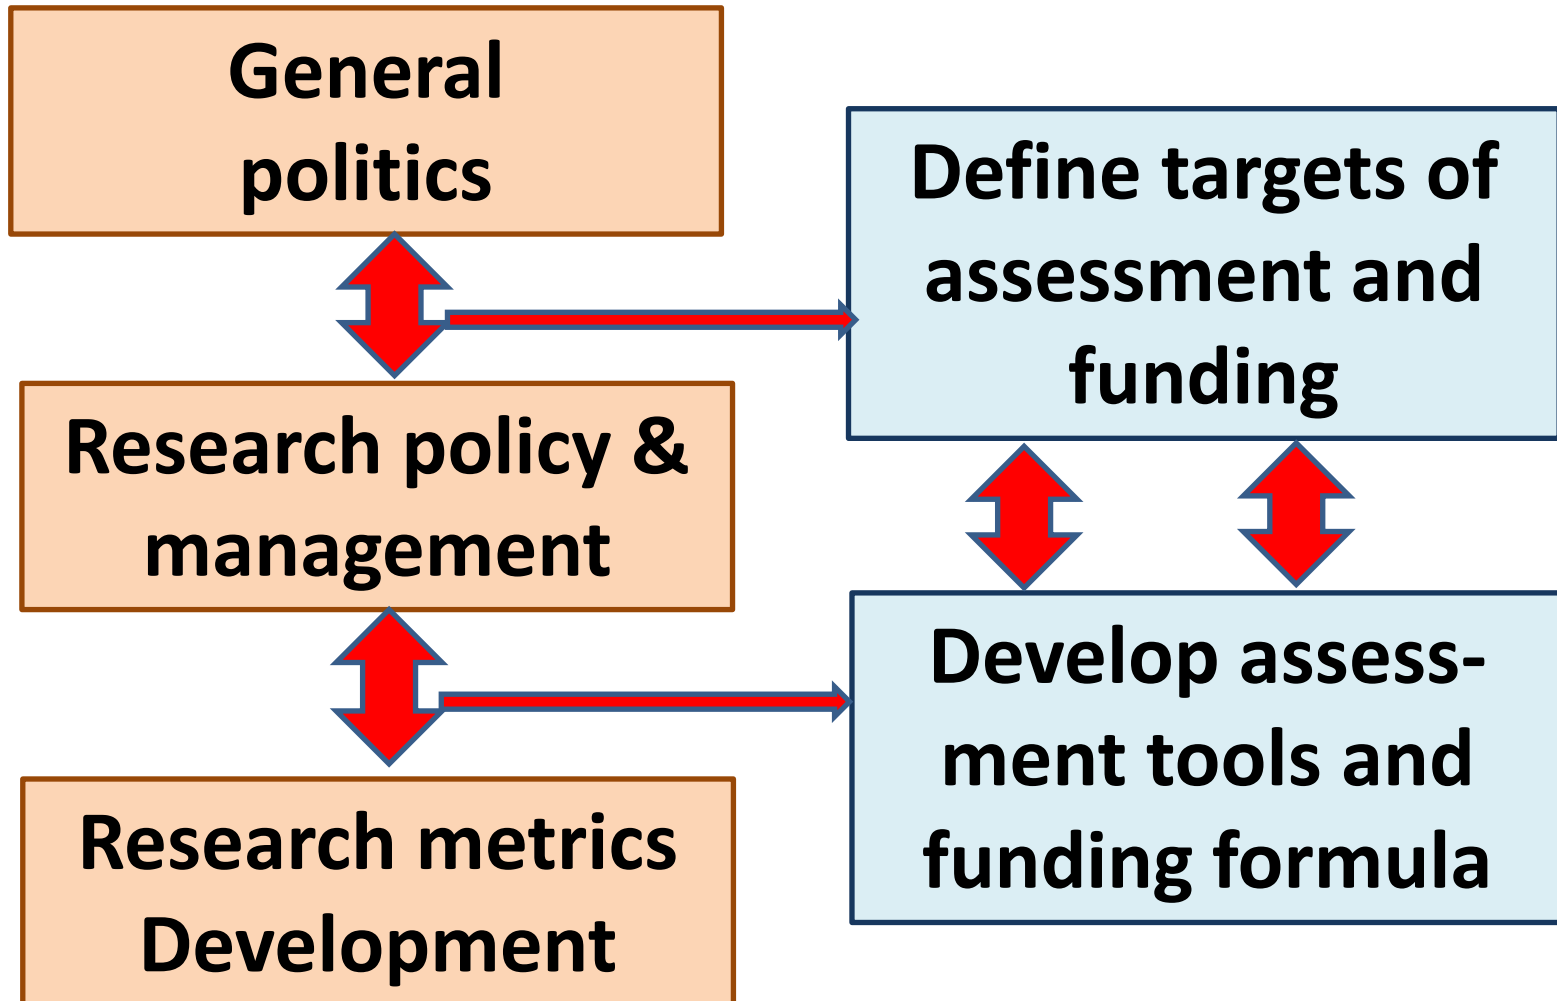 General
politics
Research policy &
management
Research metrics
Development
Define targets of
assessment and
funding
Develop assess-
ment tools and
funding formula